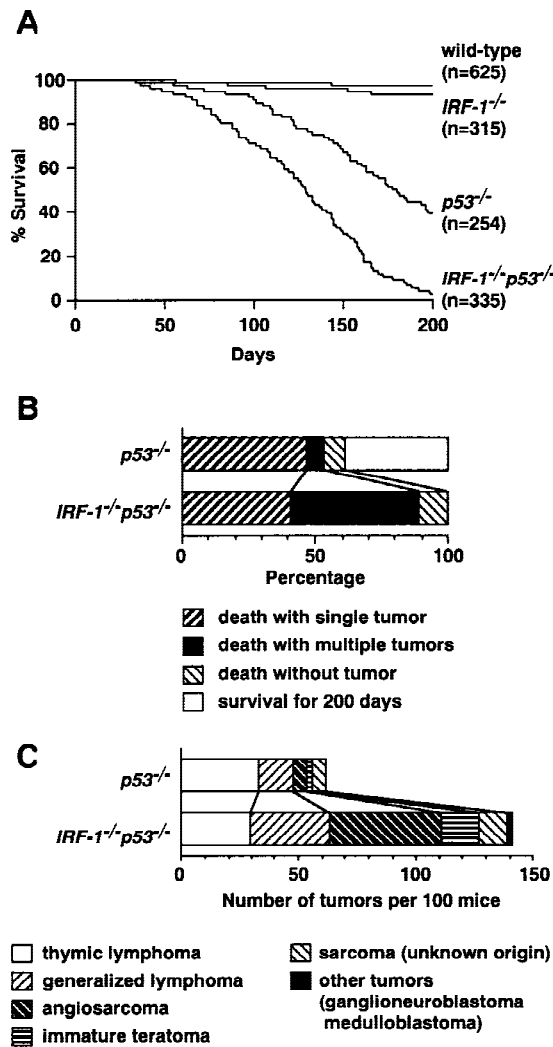 A
wild-type
(n=625)
IRF-1-/-
(n=315)
p53-/-
(n=254)
IRF-1-/-p53-/-
(n=335)
% Survival
100
80
60
40
20
0
0 50 100 150 200
Days
B
p53-/-
IRF-1-/-p53-/-
0 50 100
Percentage
death with single tumor
death with multiple tumors
death without tumor
survival for 200 days
C
p53-/-
IRF-1-/-p53-/-
0 50 100 150
Number of tumors per 100 mice
thymic lymphoma
generalized lymphoma
angiosarcoma
immature teratoma
sarcoma (unknown origin)
other tumors
(ganglioneuroblastoma
medulloblastoma)